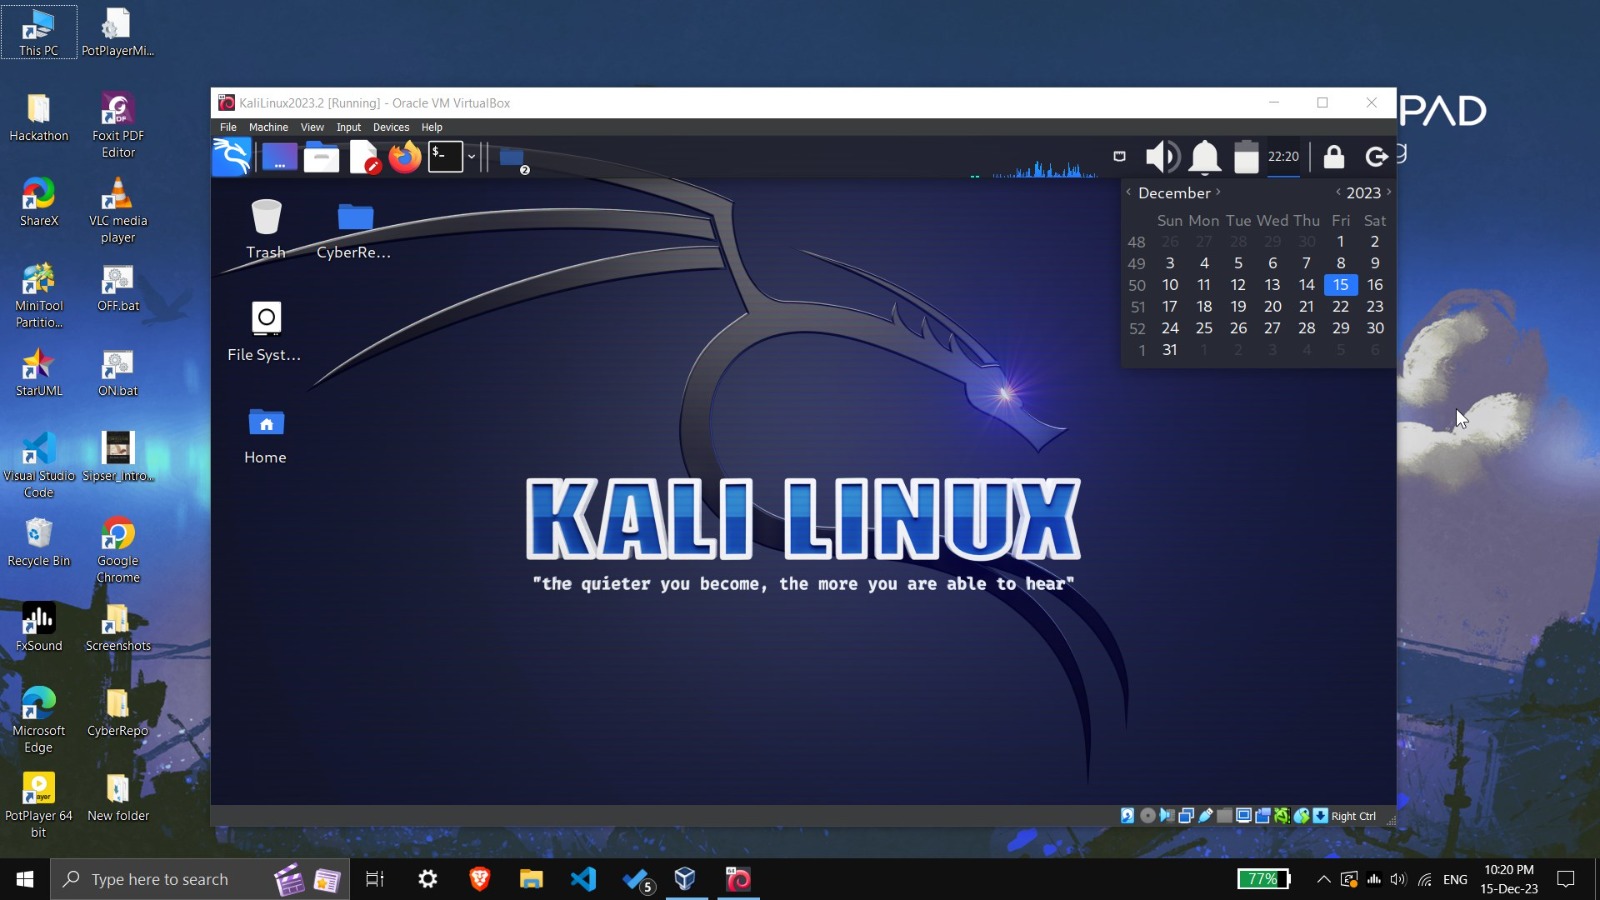 This PC
PotPlayerMi...
Hackathon
Foxit PDF
Editor
ShareX
VLC media
player
MiniTool
Partitio...
OFF.bat
StarUML
ON.bat
Visual Studio
Code
Sipser_Intro...
Recycle Bin
Google
Chrome
FxSound
Screenshots
Microsoft
Edge
CyberRepo
PotPlayer 64
bit
New folder
PAD
g
KaliLinux2023.2 [Running] - Oracle VM VirtualBox
File Machine View Input Devices Help
$-
2
22:20
Trash
CyberRe...
File Syst...
Home
December 2023
Sun Mon Tue Wed Thu Fri Sat
48 26 27 28 29 30 1 2
49 3 4 5 6 7 8 9
50 10 11 12 13 14 15 16
51 17 18 19 20 21 22 23
52 24 25 26 27 28 29 30
1 31 1 2 3 4 5 6
KALI LINUX
"the quieter you become, the more you are able to hear"
Right Ctrl
Type here to search
5
64
77%
ENG
10:20 PM
15-Dec-23